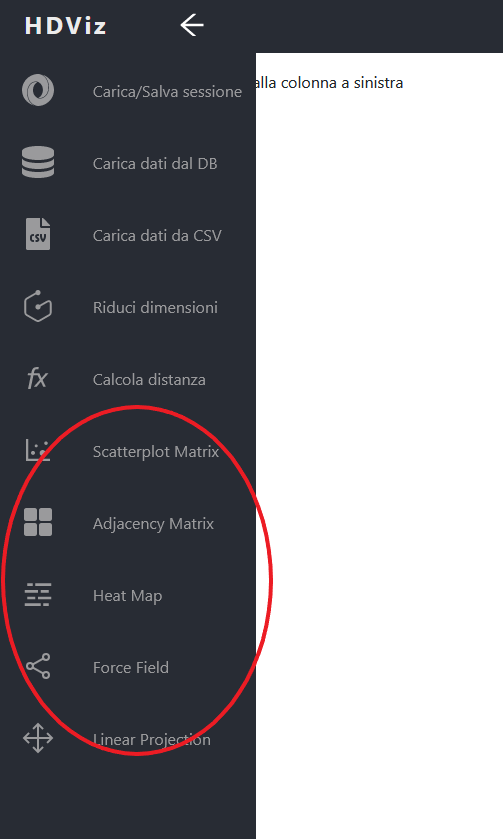 HDViz
Carica/Salva sessione
alla colonna a sinistra
Carica dati dal DB
CSV
Carica dati da CSV
Riduci dimensioni
fx
Calcola distanza
Scatterplot Matrix
Adjacency Matrix
Heat Map
Force Field
Linear Projection